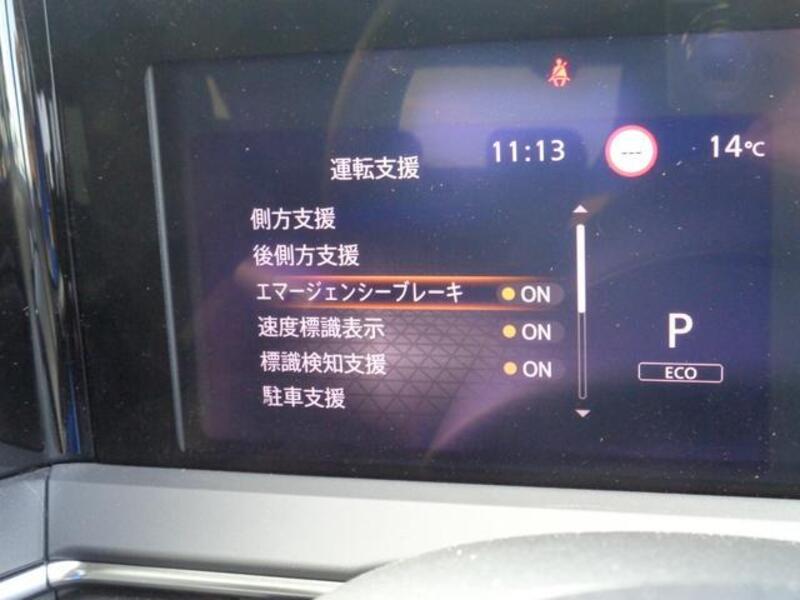 11:13
---
14℃
運転支援
側方支援
後側方支援
エマージェンシーブレーキ ON
速度標識表示 ON
標識検知支援 ON
駐車支援
P
ECO